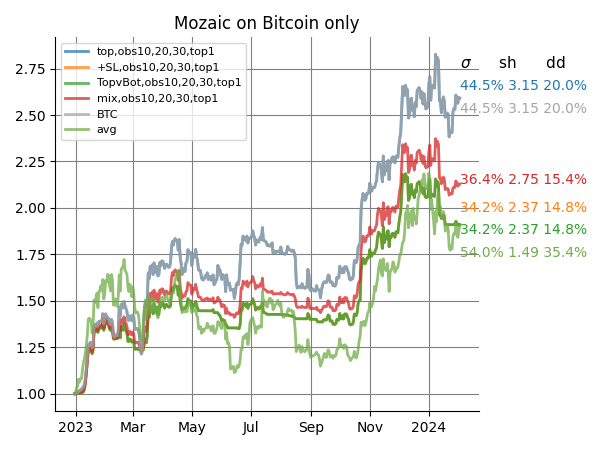 Mozaic on Bitcoin only
top,obs10,20,30,top1
+SL,obs10,20,30,top1
TopvBot,obs10,20,30,top1
mix,obs10,20,30,top1
BTC
avg
σ sh dd
44.5% 3.15 20.0%
44.5% 3.15 20.0%
36.4% 2.75 15.4%
34.2% 2.37 14.8%
34.2% 2.37 14.8%
54.0% 1.49 35.4%
2.75
2.50
2.25
2.00
1.75
1.50
1.25
1.00
2023 Mar May Jul Sep Nov 2024